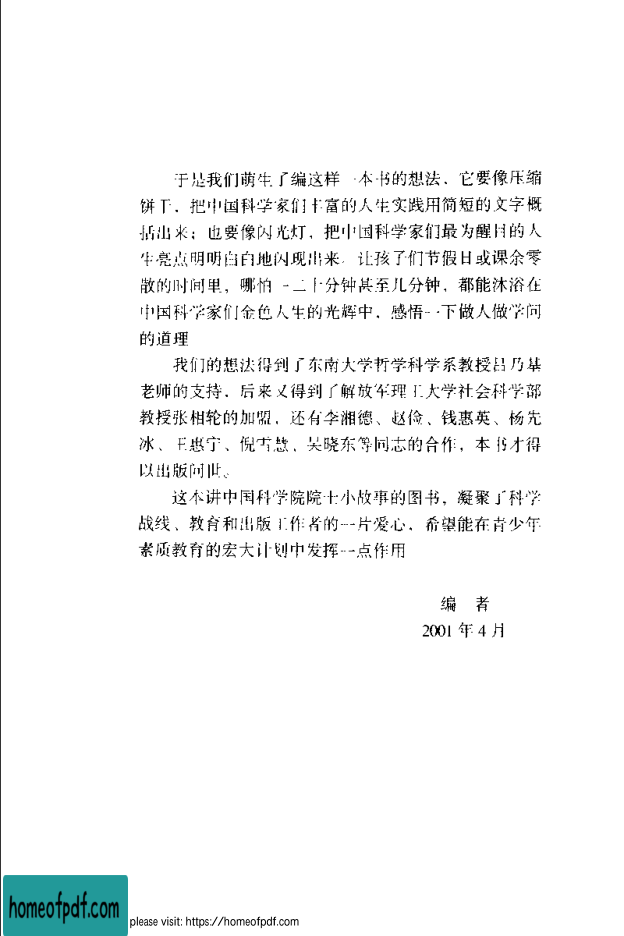 于是我们萌生了编这样一本书的想法，它要像压缩
饼干，把中国科学家们丰富的人生实践用简短的文字概
括出来；也要像闪光灯，把中国科学家们最为醒目的人
生亮点明明白白地闪现出来。让孩子们节假日或课余零
散的时间里，哪怕一二十分钟甚至几分钟，都能沐浴在
中国科学家们金色人生的光辉中，感悟一下做人做学问
的道理
我们的想法得到了东南大学哲学科学系教授吕乃基
老师的支持，后来又得到了解放军理工大学社会科学部
教授张相轮的加盟，还有李湘德、赵俭、钱惠英、杨先
冰、王惠宁、倪雪慧、吴晓东等同志的合作，本书才得
以出版问世。
这本讲中国科学院院士小故事的图书，凝聚了科学
战线、教育和出版工作者的一片爱心，希望能在青少年
素质教育的宏大计划中发挥一点作用
编 者
2001 年 4 月
homeofpdf.com
please visit: https://homeofpdf.com